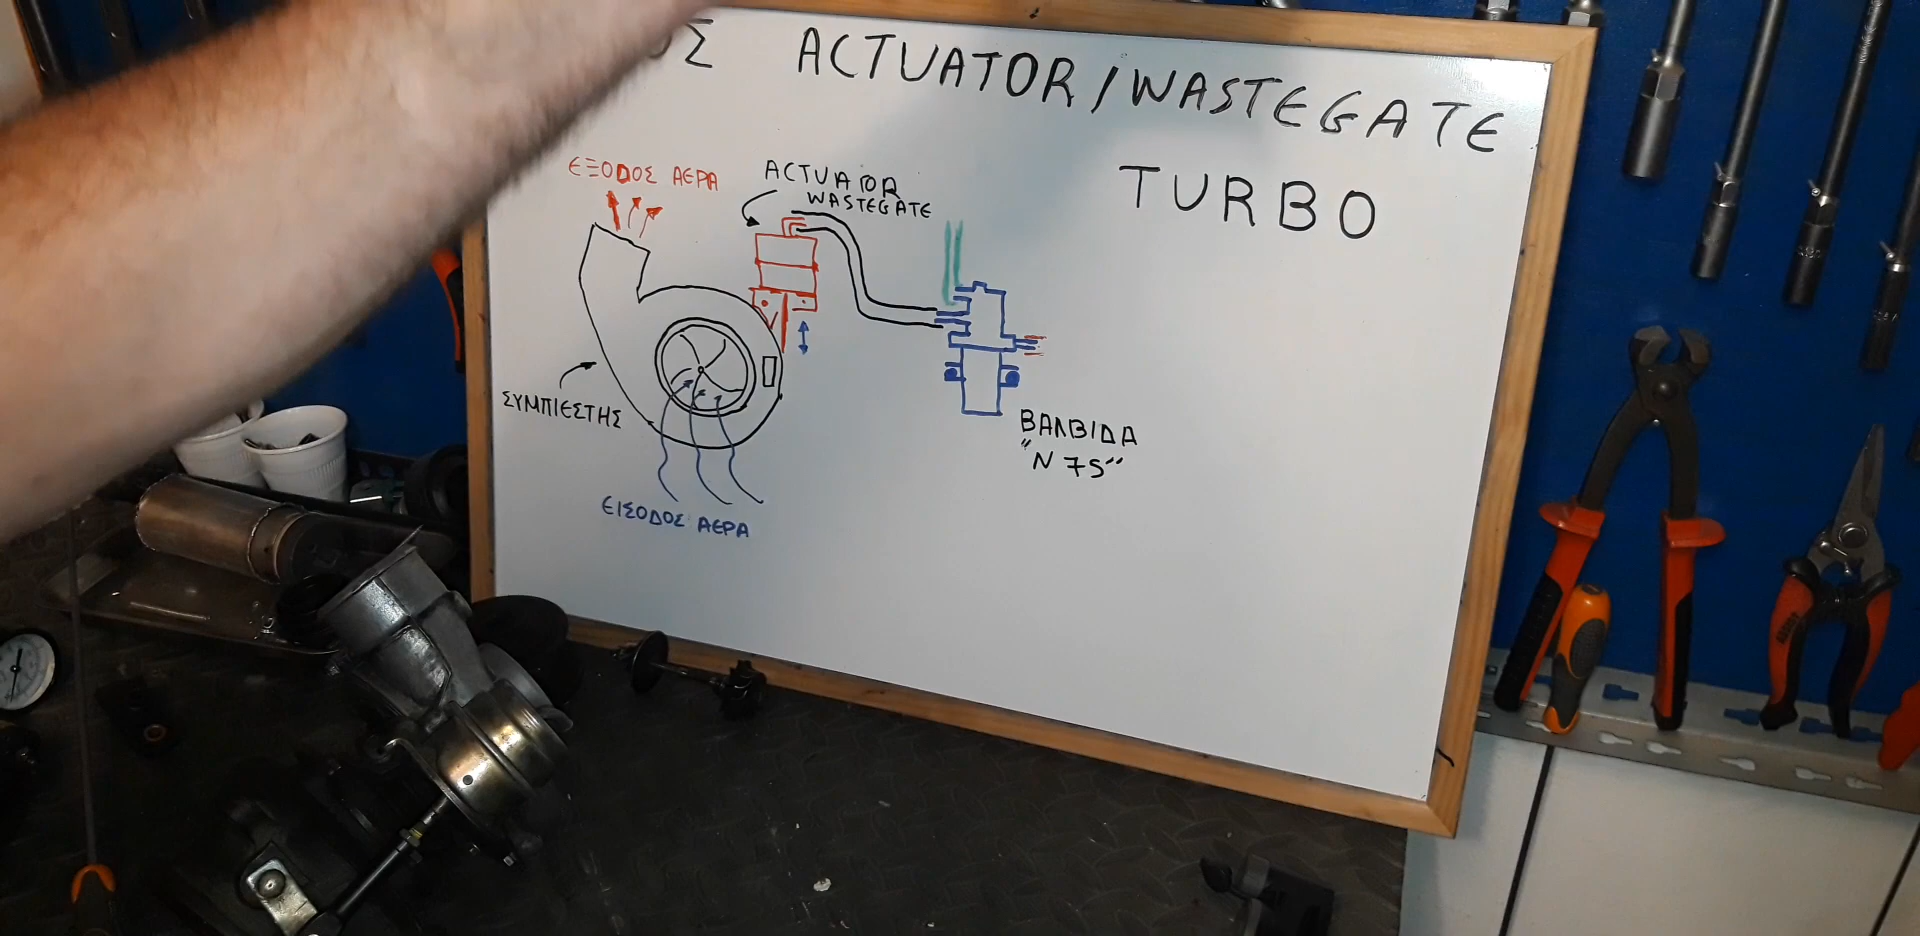 ACTUATOR/WASTEGATE
TURBO
ΕΞΟΔΟΣ ΑΕΡΑ
ACTUATOR
WASTEGATE
ΣΥΜΠΙΕΣΤΗΣ
ΒΑΛΒΙΔΑ
"N 75"
ΕΙΣΟΔΟΣ ΑΕΡΑ